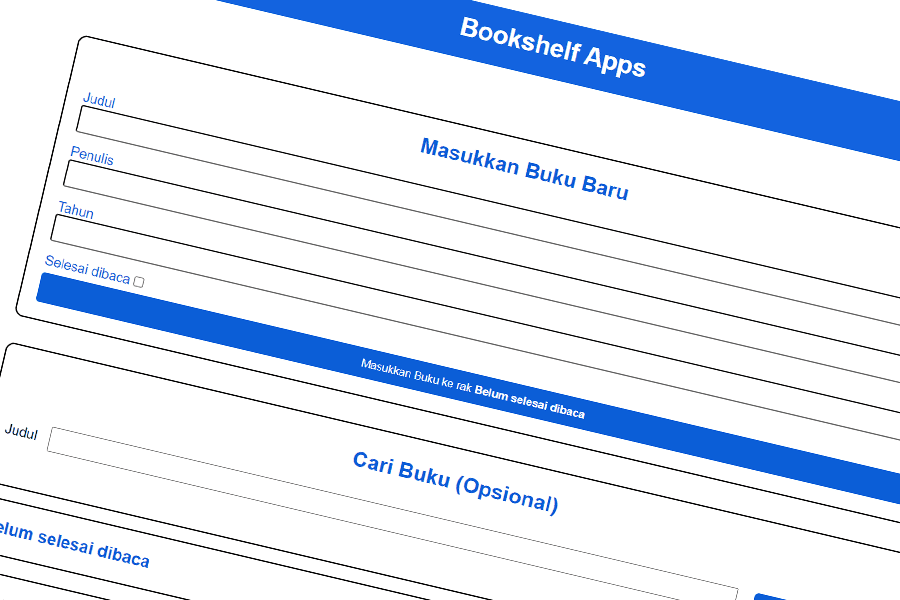 Bookshelf Apps
Masukkan Buku Baru
Judul
Penulis
Tahun
Selesai dibaca
Masukkan Buku ke rak Belum selesai dibaca
Cari Buku (Opsional)
Judul
elum selesai dibaca